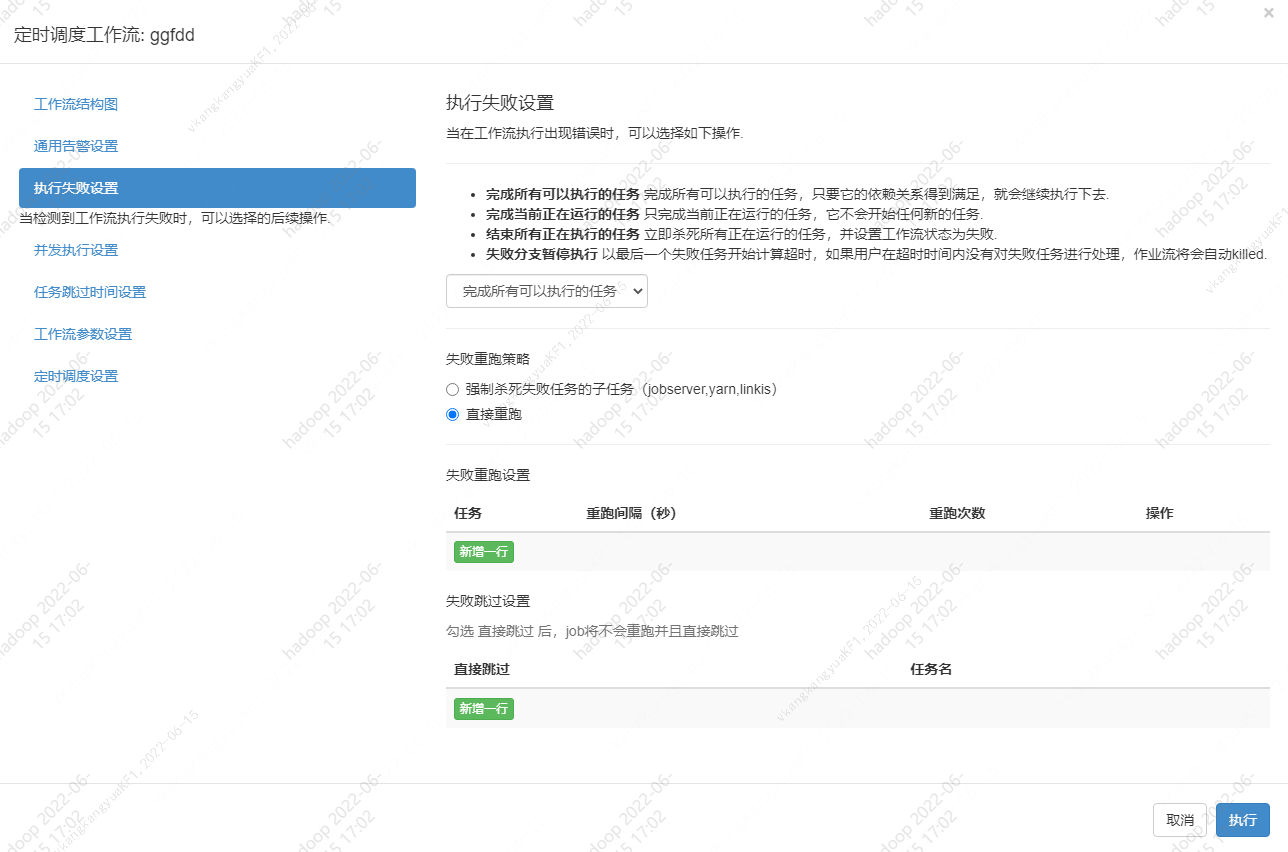 ×
定时调度工作流: ggfdd
工作流结构图
通用告警设置
执行失败设置
当检测到工作流执行失败时，可以选择的后续操作.
并发执行设置
任务跳过时间设置
工作流参数设置
定时调度设置
执行失败设置
当在工作流执行出现错误时，可以选择如下操作.
完成所有可以执行的任务 完成所有可以执行的任务，只要它的依赖关系得到满足，就会继续执行下去.
完成当前正在运行的任务 只完成当前正在运行的任务，它不会开始任何新的任务.
结束所有正在执行的任务 立即杀死所有正在运行的任务，并设置工作流状态为失败.
失败分支暂停执行 以最后一个失败任务开始计算超时，如果用户在超时时间内没有对失败任务进行处理，作业流将会自动killed.
完成所有可以执行的任务
失败重跑策略
强制杀死失败任务的子任务（jobserver,yarn,linkis）
直接重跑
失败重跑设置
任务 重跑间隔（秒） 重跑次数 操作
新增一行
失败跳过设置
勾选 直接跳过 后，job将不会重跑并且直接跳过
直接跳过 任务名
新增一行
取消 执行
hadoop 2022-06-
15 17:02
vkangkangyuaKF1, 2022-06-15